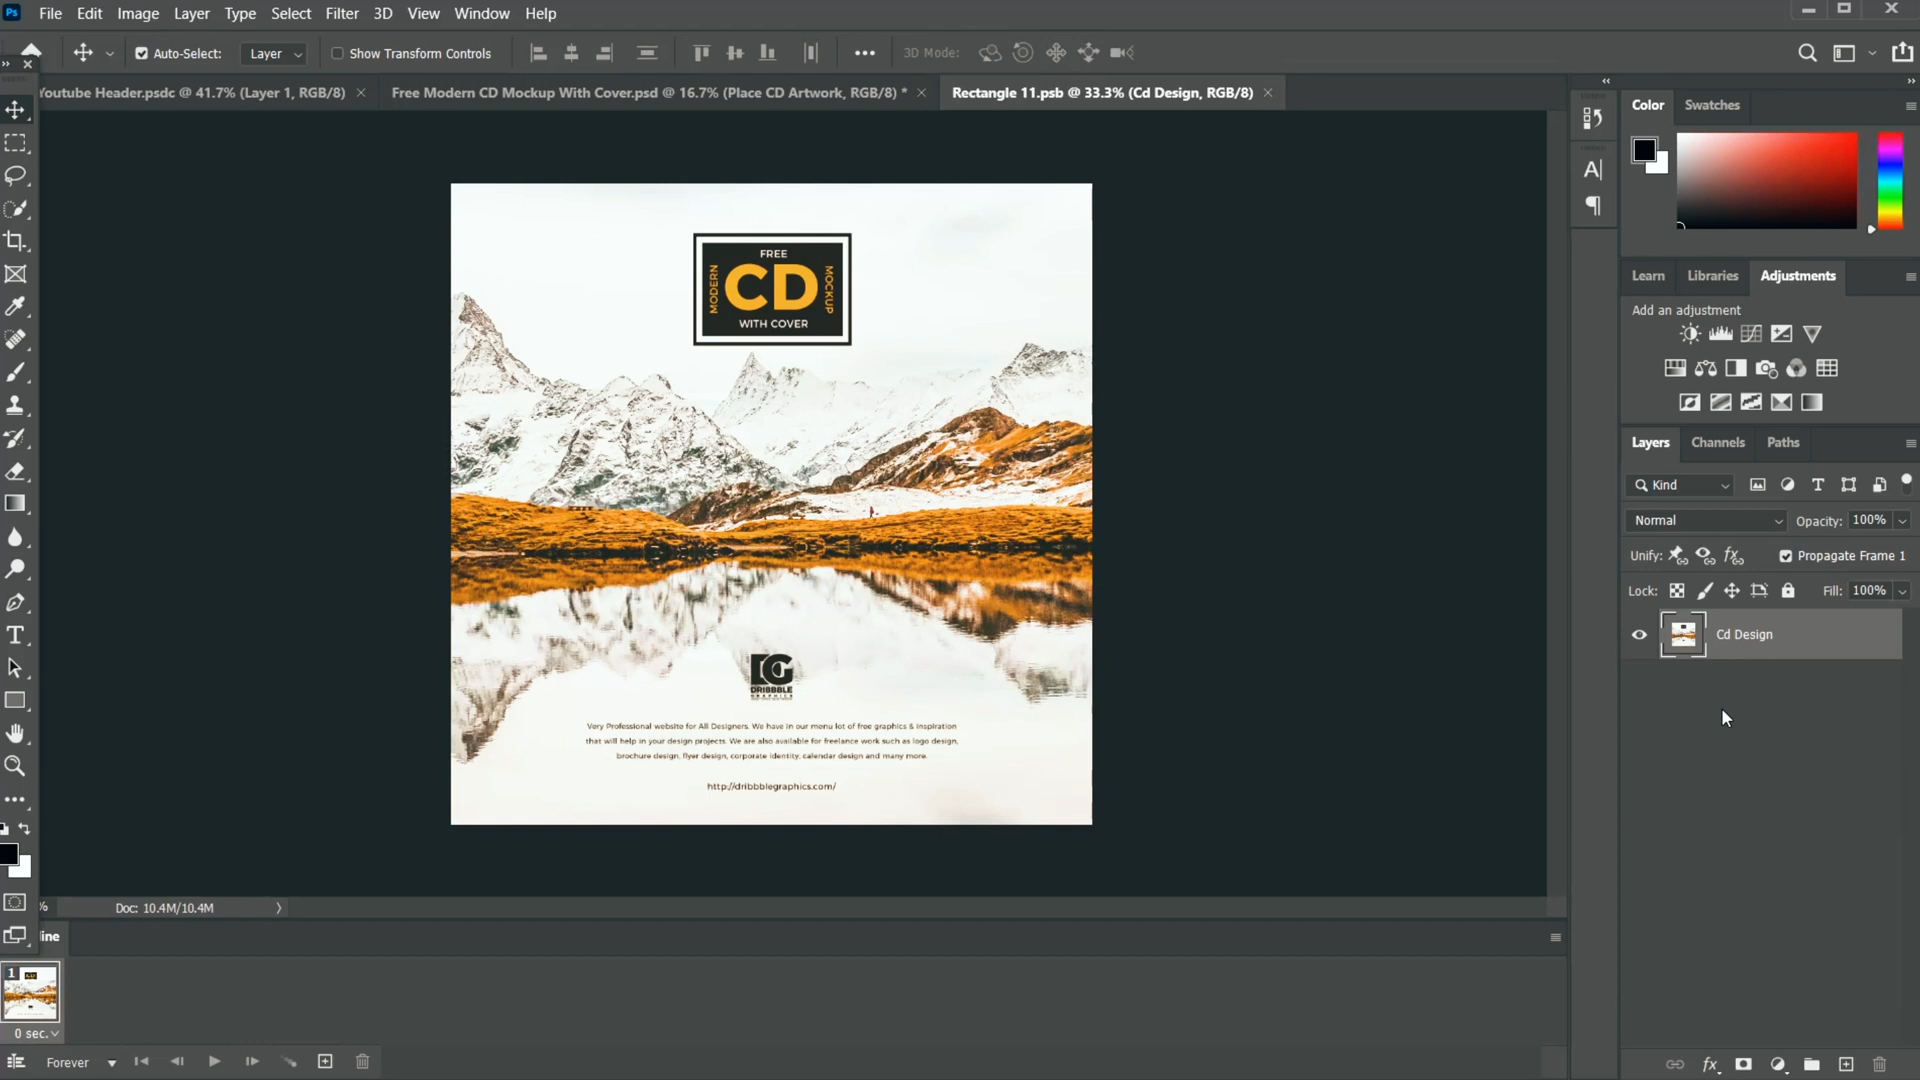 Ps File Edit Image Layer Type Select Filter 3D View Window Help
Auto-Select: Layer Show Transform Controls 3D Mode:
Youtube Header.psdc @ 41.7% (Layer 1, RGB/8) Free Modern CD Mockup With Cover.psd @ 16.7% (Place CD Artwork, RGB/8) * Rectangle 11.psb @ 33.3% (Cd Design, RGB/8)
Color Swatches
Learn Libraries Adjustments
Add an adjustment
Layers Channels Paths
Kind
Normal Opacity: 100%
Unify: Propagate Frame 1
Lock: Fill: 100%
Cd Design
FREE
MODERN
CD
MOCKUP
WITH COVER
DG
DRIBBBLE
GRAPHICS
Very Professional website for All Designers. We have in our menu lot of free graphics & inspiration
that will help in your design projects. We are also available for freelance work such as logo design,
brochure design, flyer design, corporate identity, calendar design and many more.
http://dribbblegraphics.com/
% Doc: 10.4M/10.4M
line
1
0 sec.
Forever